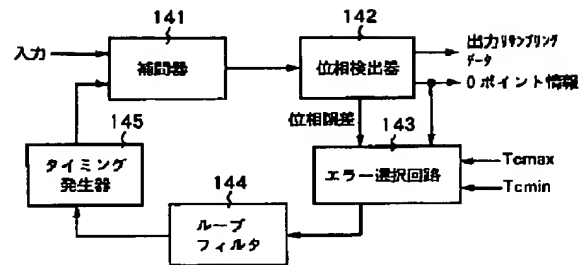 141
142
入力
補間器
位相検出器
出力リサンプリング
データ
0ポイント情報
位相誤差
143
145
タイミング
発生器
エラー選択回路
Tcmax
Tcmin
144
ループ
フィルタ